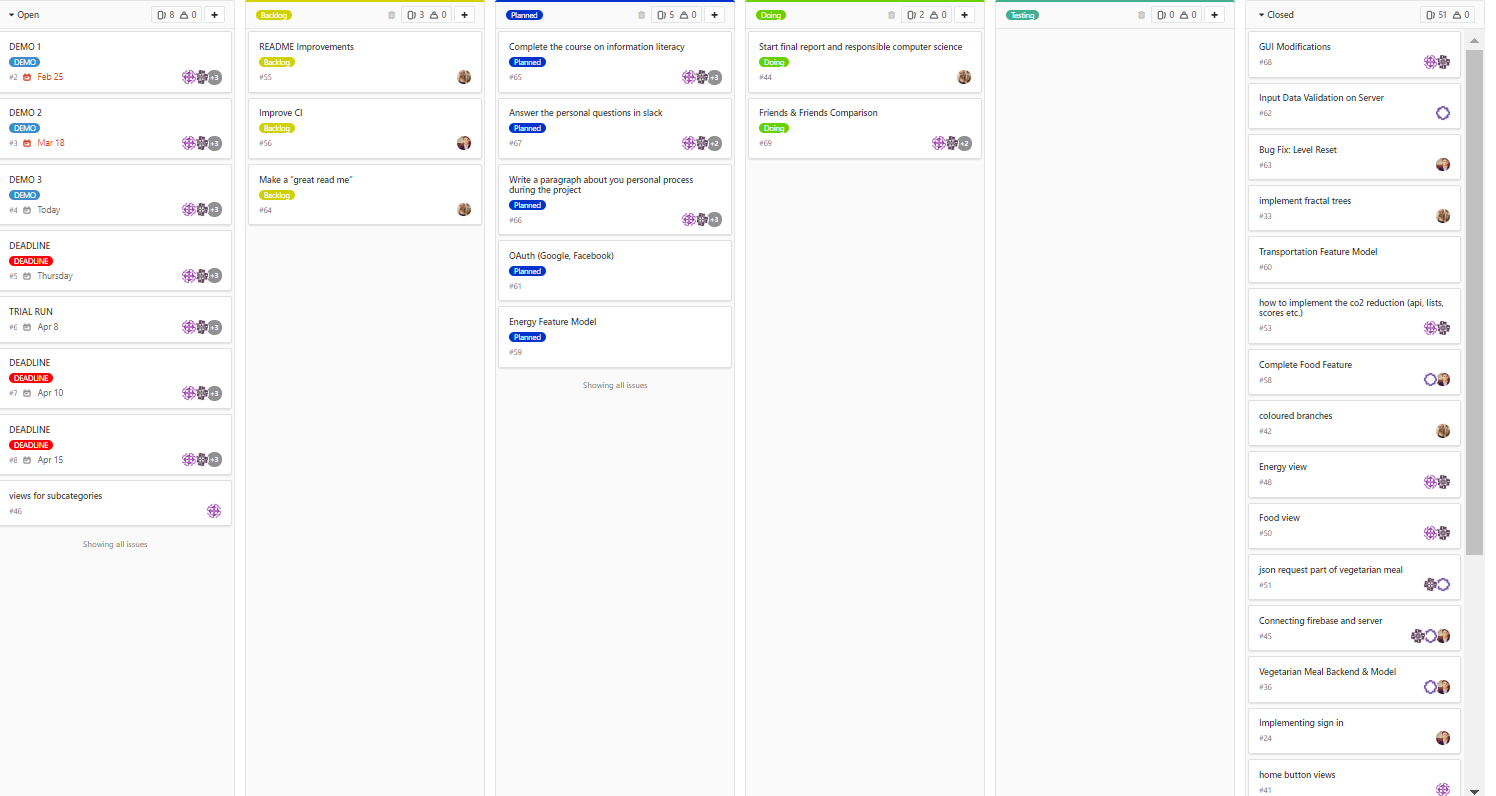 Open 8 0 +
DEMO 1
DEMO
#2 Feb 25
+3
DEMO 2
DEMO
#3 Mar 18
+3
DEMO 3
DEMO
#4 Today
+3
DEADLINE
DEADLINE
#5 Thursday
+3
TRIAL RUN
#6 Apr 8
+3
DEADLINE
DEADLINE
#7 Apr 10
+3
DEADLINE
DEADLINE
#8 Apr 15
+3
views for subcategories
#46
Showing all issues
Backlog 3 0 +
README Improvements
Backlog
#55
Improve CI
Backlog
#56
Make a "great read me"
Backlog
#64
Planned 5 0 +
Complete the course on information literacy
Planned
#65
+3
Answer the personal questions in slack
Planned
#67
+2
Write a paragraph about you personal process
during the project
Planned
#66
+3
OAuth (Google, Facebook)
Planned
#61
Energy Feature Model
Planned
#59
Showing all issues
Doing 2 0 +
Start final report and responsible computer science
Doing
#44
Friends & Friends Comparison
Doing
#69
+2
Testing 0 0 +
Closed 51 0
GUI Modifications
#68
Input Data Validation on Server
#62
Bug Fix: Level Reset
#63
implement fractal trees
#33
Transportation Feature Model
#60
how to implement the co2 reduction (api, lists,
scores etc.)
#53
Complete Food Feature
#58
coloured branches
#42
Energy view
#48
Food view
#50
json request part of vegetarian meal
#51
Connecting firebase and server
#45
Vegetarian Meal Backend & Model
#36
Implementing sign in
#24
home button views
#41